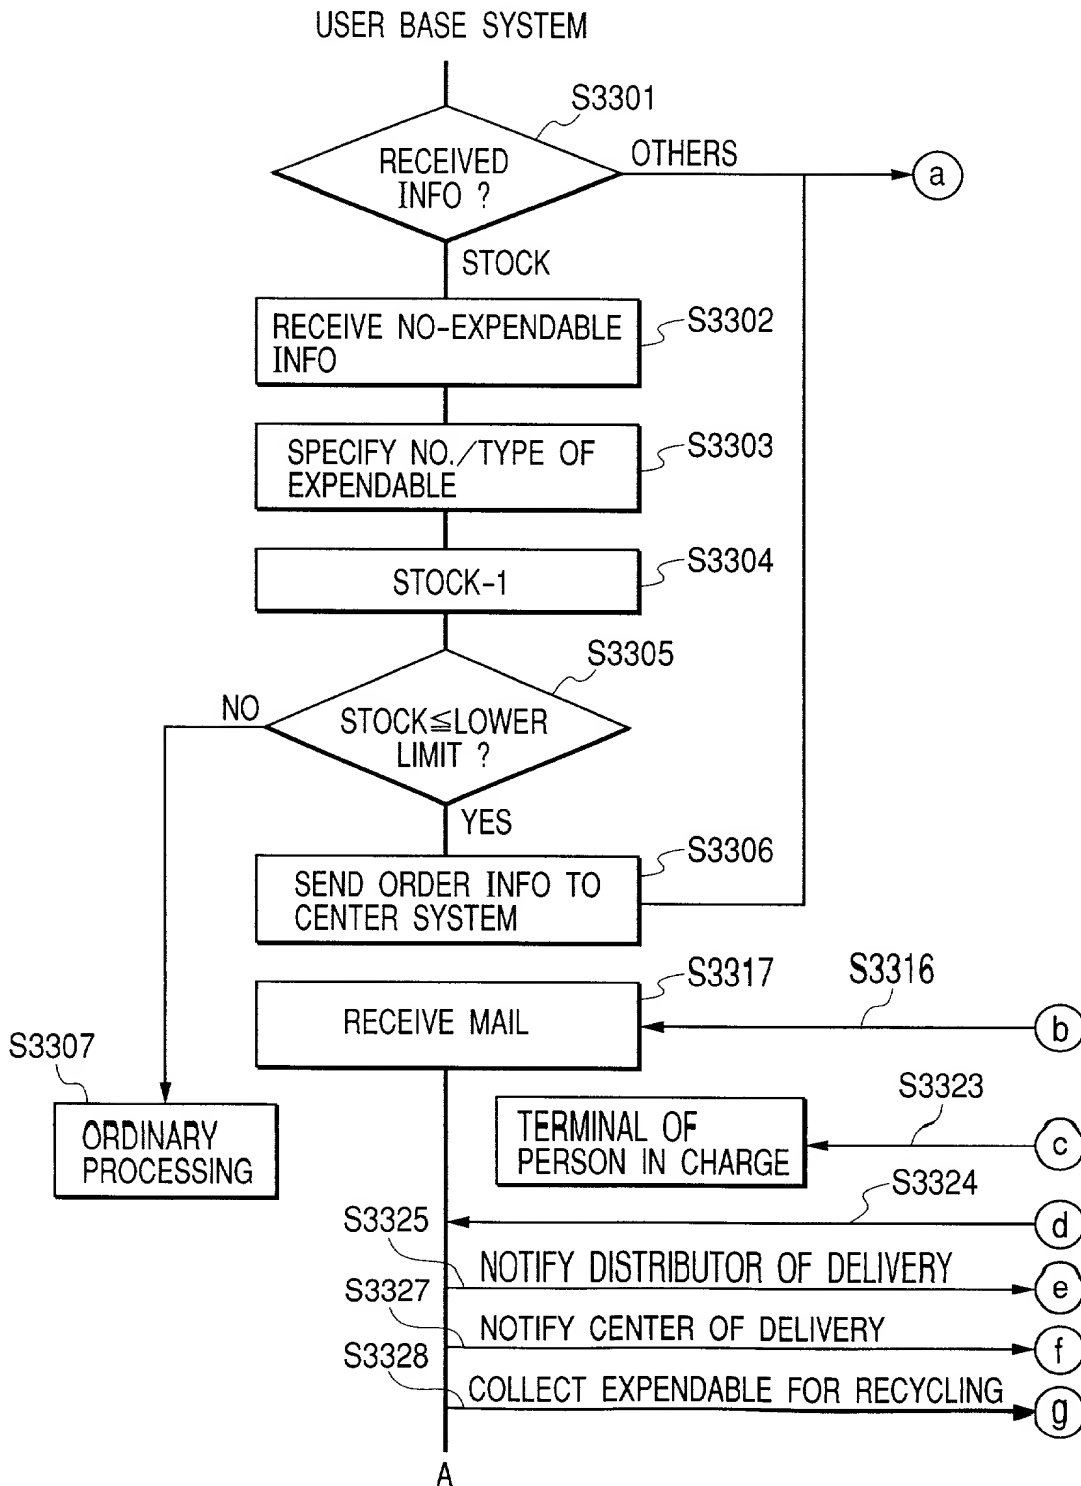 USER BASE SYSTEM
S3301
RECEIVED
INFO ?
OTHERS
a
STOCK
RECEIVE NO-EXPENDABLE
INFO
S3302
SPECIFY NO./TYPE OF
EXPENDABLE
S3303
STOCK-1
S3304
S3305
NO
STOCK≦LOWER
LIMIT ?
YES
SEND ORDER INFO TO
CENTER SYSTEM
S3306
S3317
RECEIVE MAIL
S3316
b
S3307
ORDINARY
PROCESSING
TERMINAL OF
PERSON IN CHARGE
S3323
c
S3324
d
S3325
NOTIFY DISTRIBUTOR OF DELIVERY
e
S3327
NOTIFY CENTER OF DELIVERY
f
S3328
COLLECT EXPENDABLE FOR RECYCLING
g
A